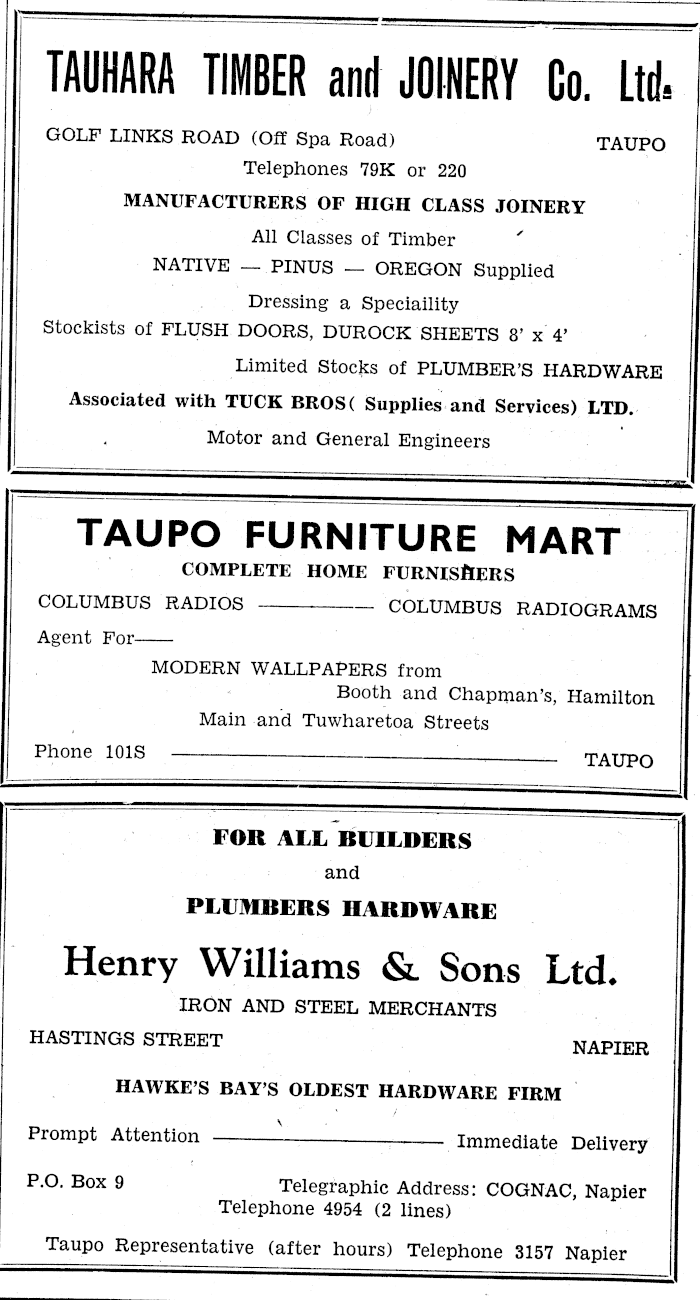 TAUHARA TIMBER and JOINERY Co. Ltd.
GOLF LINKS ROAD (Off Spa Road) TAUPO
Telephones 79K or 220
MANUFACTURERS OF HIGH CLASS JOINERY
All Classes of Timber
NATIVE — PINUS — OREGON Supplied
Dressing a Speciaility
Stockists of FLUSH DOORS, DUROCK SHEETS 8' x 4'
Limited Stocks of PLUMBER'S HARDWARE
Associated with TUCK BROS( Supplies and Services) LTD.
Motor and General Engineers
TAUPO FURNITURE MART
COMPLETE HOME FURNISHERS
COLUMBUS RADIOS ——— COLUMBUS RADIOGRAMS
Agent For——
MODERN WALLPAPERS from
Booth and Chapman's, Hamilton
Main and Tuwharetoa Streets
Phone 101S ——— TAUPO
FOR ALL BUILDERS
and
PLUMBERS HARDWARE
Henry Williams & Sons Ltd.
IRON AND STEEL MERCHANTS
HASTINGS STREET NAPIER
HAWKE'S BAY'S OLDEST HARDWARE FIRM
Prompt Attention ——— Immediate Delivery
P.O. Box 9 Telegraphic Address: COGNAC, Napier
Telephone 4954 (2 lines)
Taupo Representative (after hours) Telephone 3157 Napier